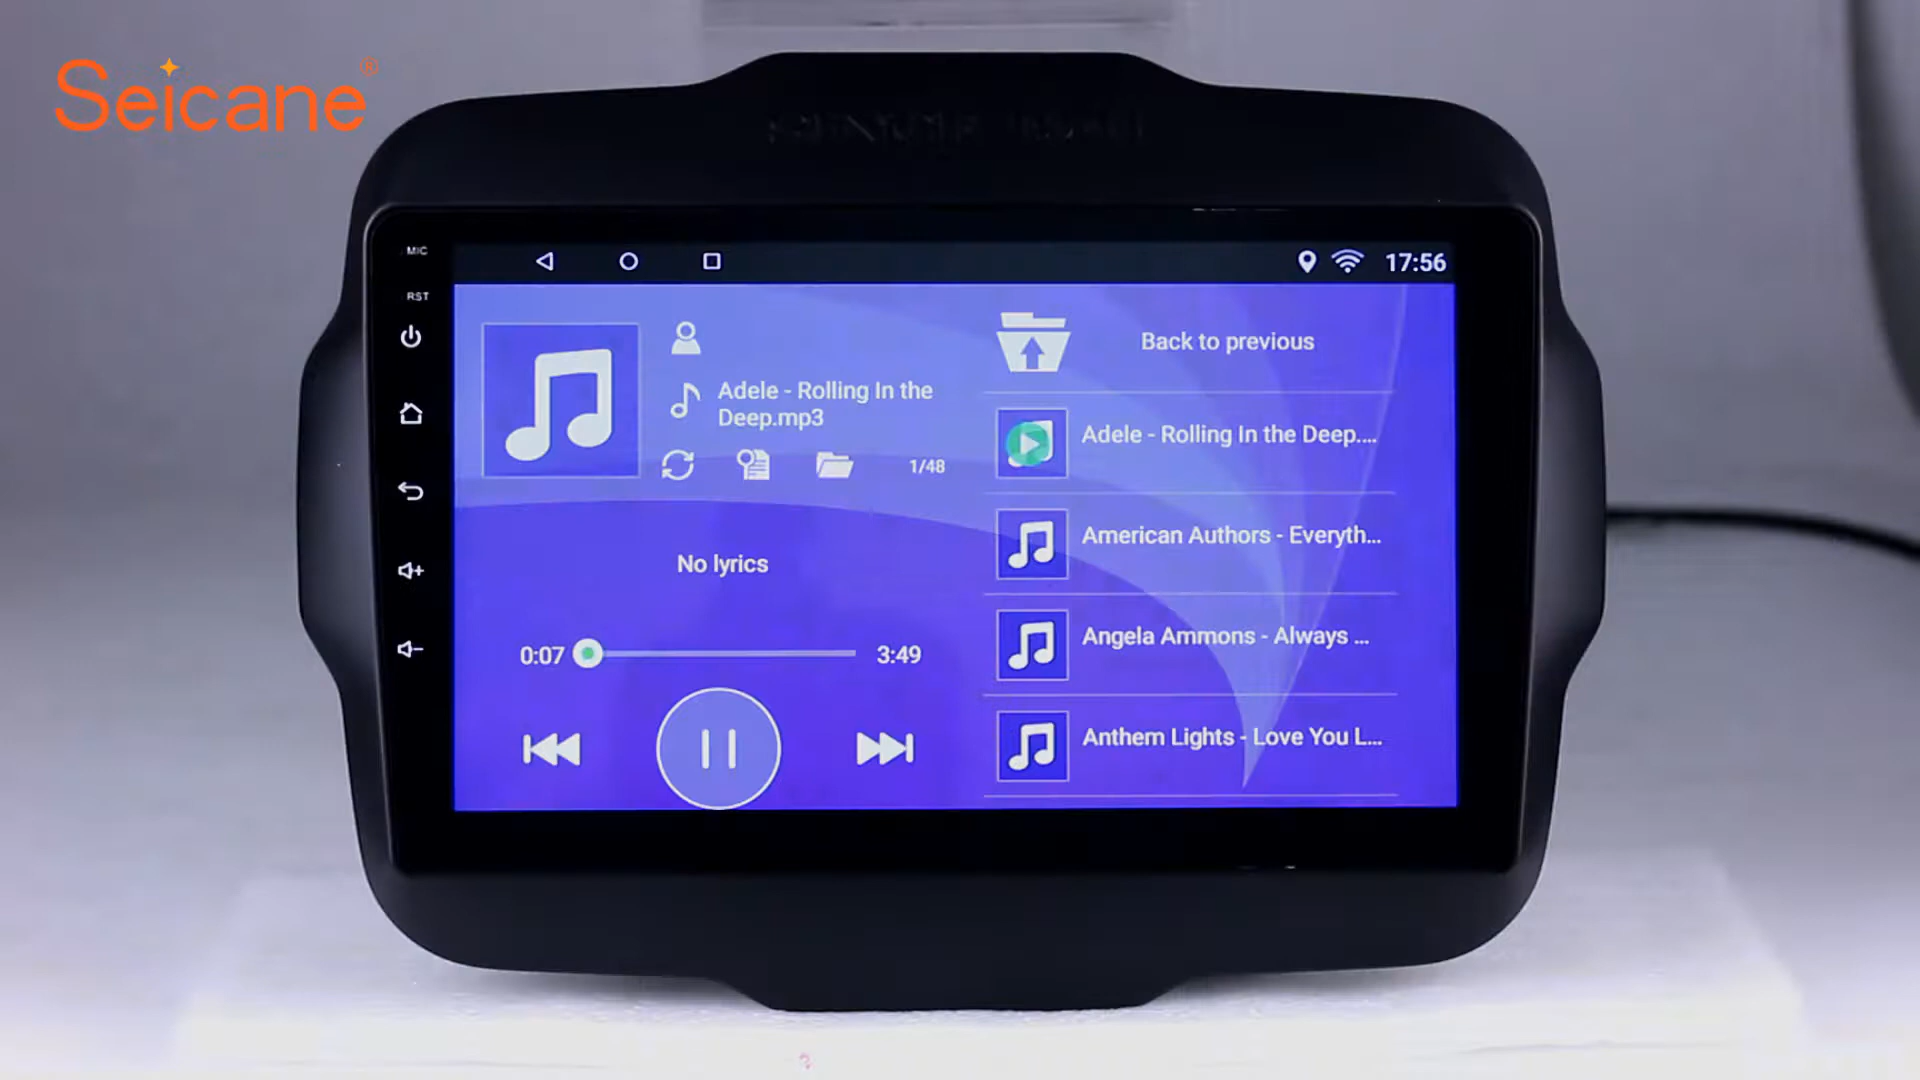 Seicane®
MIC
RST
17:56
Adele - Rolling In the
Deep.mp3
1/48
No lyrics
0:07
3:49
Back to previous
Adele - Rolling In the Deep....
American Authors - Everyth...
Angela Ammons - Always ...
Anthem Lights - Love You L...